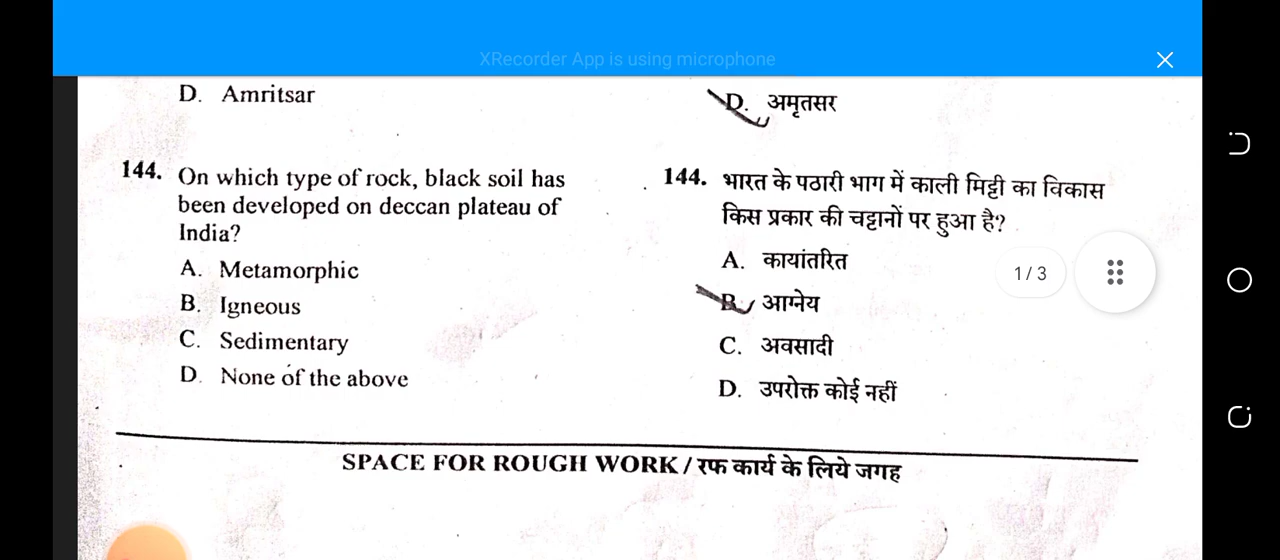 XRecorder App is using microphone
D. Amritsar
144. On which type of rock, black soil has
been developed on deccan plateau of
India?
A. Metamorphic
B. Igneous
C. Sedimentary
D. None of the above
D. अमृतसर
144. भारत के पठारी भाग में काली मिट्टी का विकास
किस प्रकार की चट्टानों पर हुआ है?
A. कायांतरित
B. आग्नेय
C. अवसादी
D. उपरोक्त कोई नहीं
1 / 3
SPACE FOR ROUGH WORK / रफ कार्य के लिये जगह